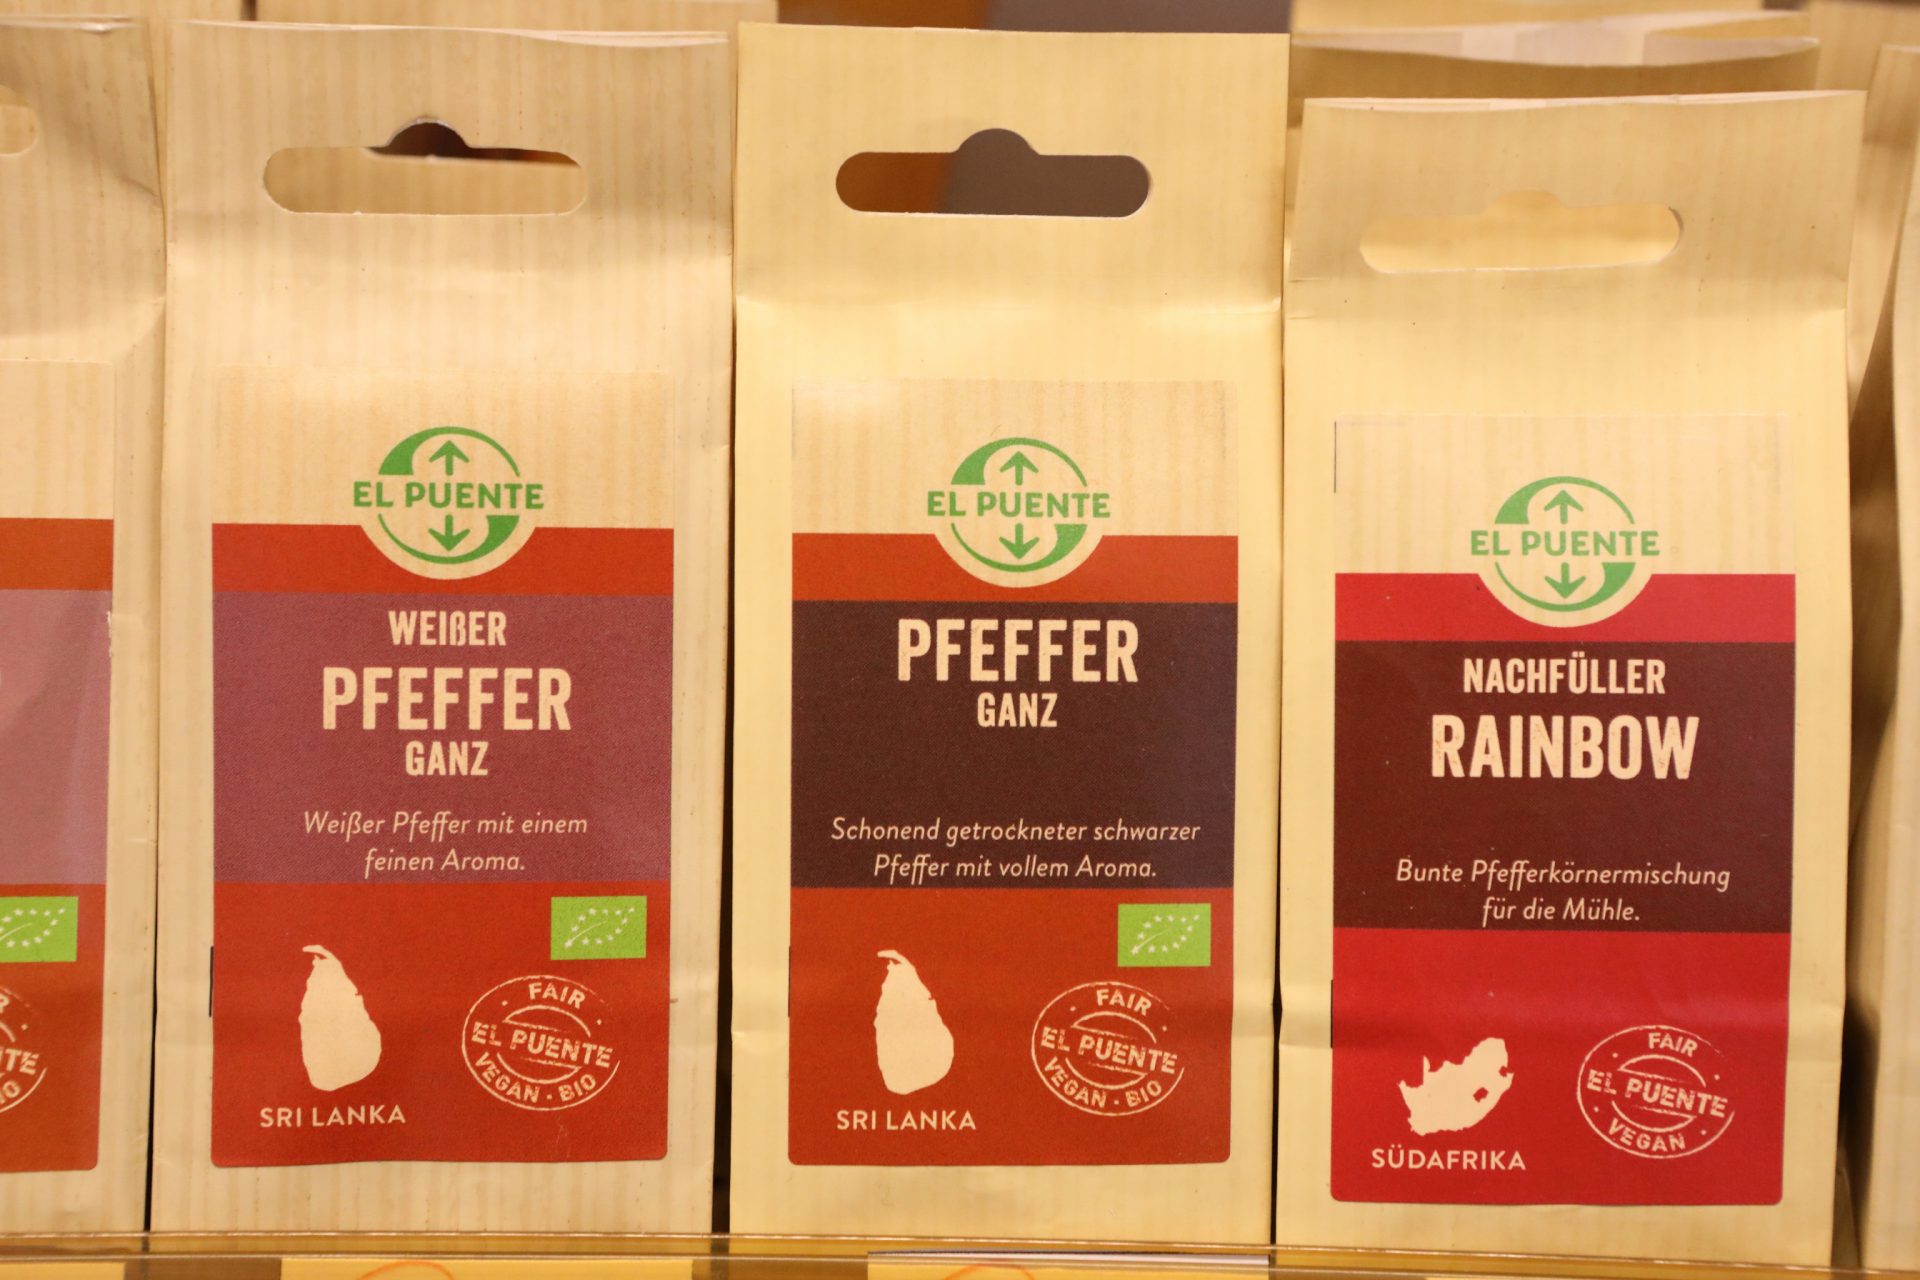 EL PUENTE
WEIßER
PFEFFER
GANZ
Weißer Pfeffer mit einem
feinen Aroma.
SRI LANKA
FAIR
EL PUENTE
VEGAN · BIO
EL PUENTE
PFEFFER
GANZ
Schonend getrockneter schwarzer
Pfeffer mit vollem Aroma.
SRI LANKA
FAIR
EL PUENTE
VEGAN · BIO
EL PUENTE
NACHFÜLLER
RAINBOW
Bunte Pfefferkörnermischung
für die Mühle.
SÜDAFRIKA
FAIR
EL PUENTE
VEGAN